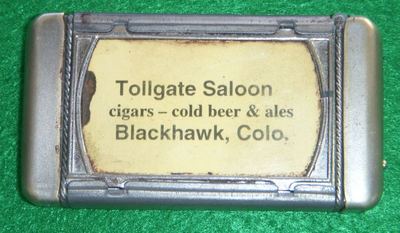 Tollgate Saloon
cigars – cold beer & ales
Blackhawk, Colo.